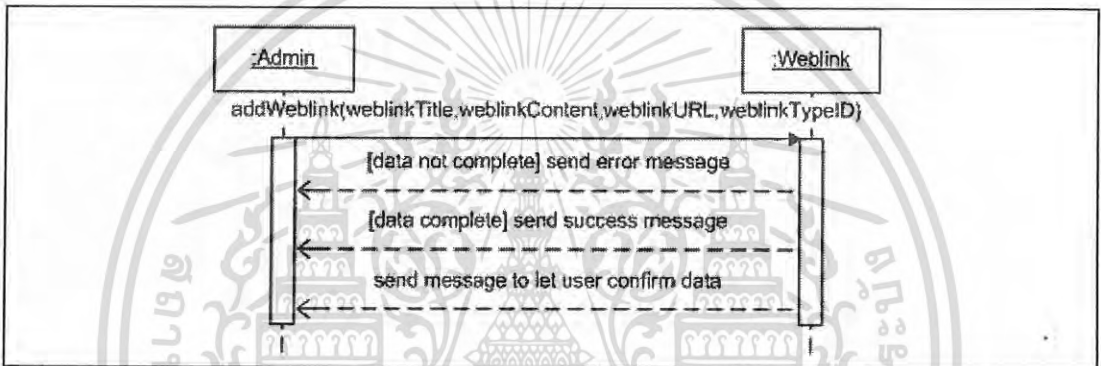 :Admin
:Weblink
addWeblink(weblinkTitle,weblinkContent,weblinkURL,weblinkTypeID)
[data not complete] send error message
[data complete] send success message
send message to let user confirm data